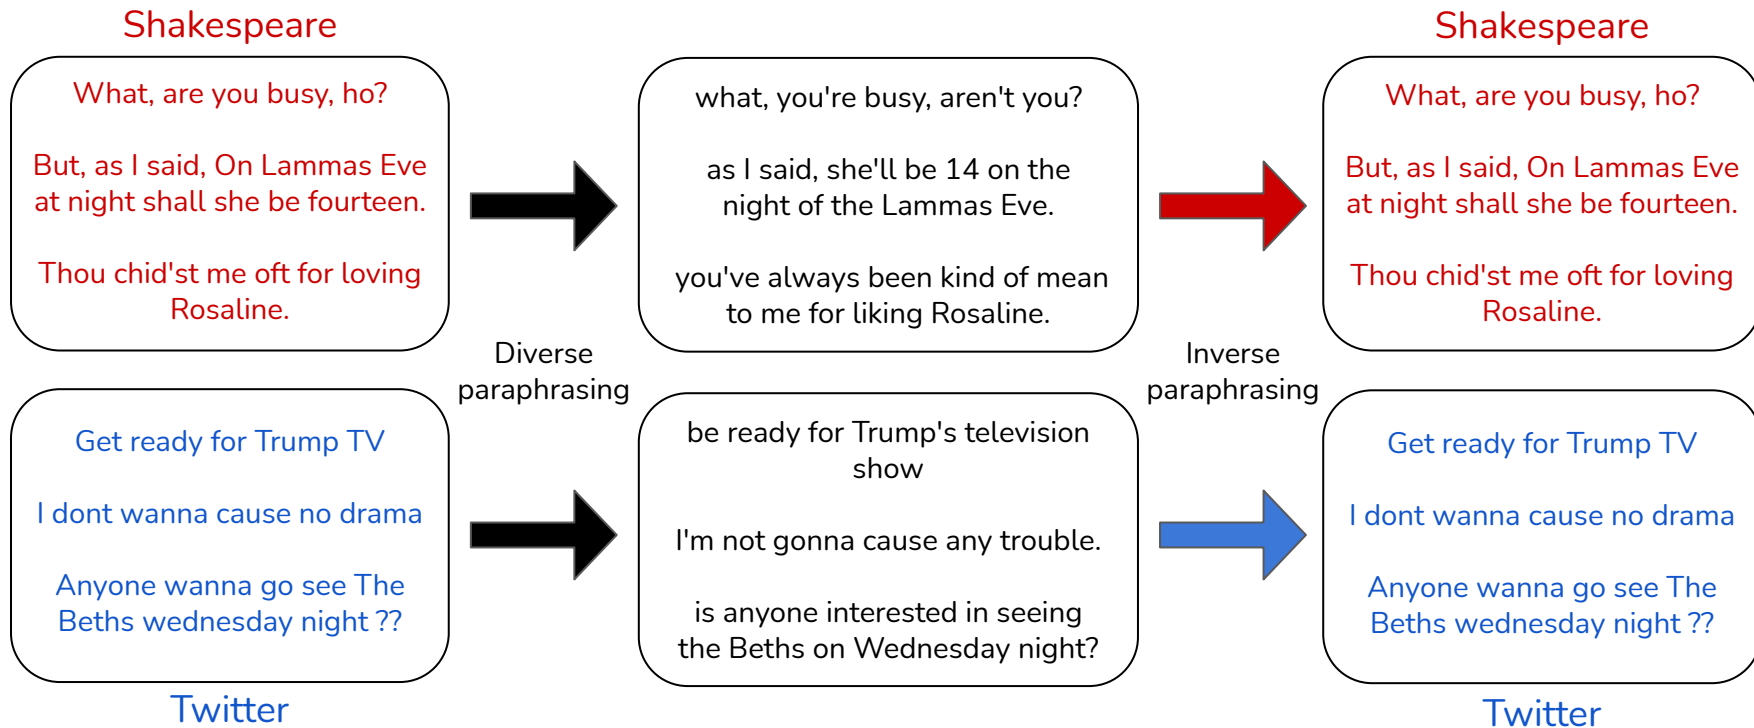 Shakespeare
What, are you busy, ho?
But, as I said, On Lammas Eve
at night shall she be fourteen.
Thou chid'st me oft for loving
Rosaline.
what, you're busy, aren't you?
as I said, she'll be 14 on the
night of the Lammas Eve.
you've always been kind of mean
to me for liking Rosaline.
Shakespeare
What, are you busy, ho?
But, as I said, On Lammas Eve
at night shall she be fourteen.
Thou chid'st me oft for loving
Rosaline.
Diverse
paraphrasing
Inverse
paraphrasing
Get ready for Trump TV
I dont wanna cause no drama
Anyone wanna go see The
Beths wednesday night ??
Twitter
be ready for Trump's television
show
I'm not gonna cause any trouble.
is anyone interested in seeing
the Beths on Wednesday night?
Get ready for Trump TV
I dont wanna cause no drama
Anyone wanna go see The
Beths wednesday night ??
Twitter